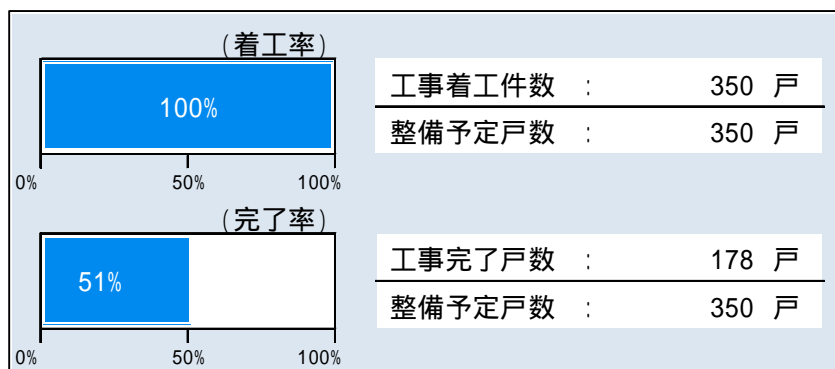 (着工率)
100%
0% 50% 100%
工事着工件数 : 350 戸
整備予定戸数 : 350 戸
(完了率)
51%
0% 50% 100%
工事完了戸数 : 178 戸
整備予定戸数 : 350 戸